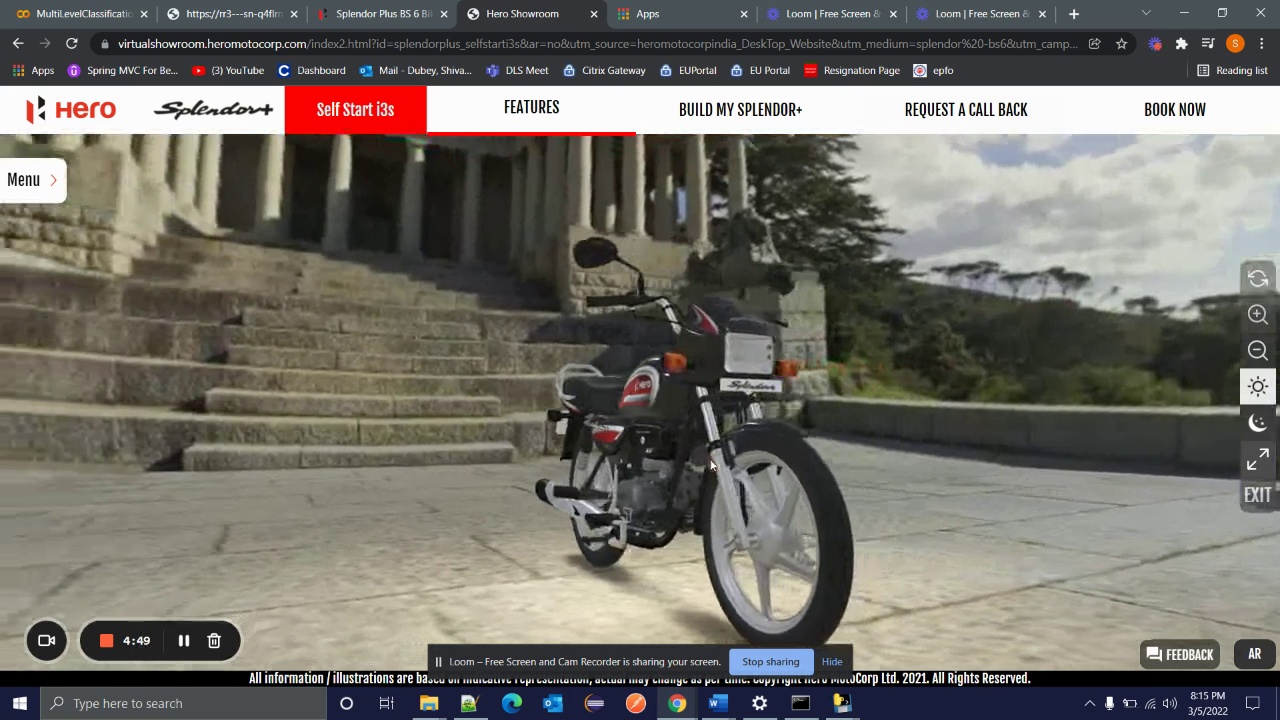 MultiLevelClassificatio
https://rr3---sn-q4flrn
Splendor Plus BS 6 Bi
Hero Showroom
Apps
Loom | Free Screen &
Loom | Free Screen &
virtualshowroom.heromotocorp.com/index2.html?id=splendorplus_selfstarti3s&at=no&utm_source=heromotocorpindia_DeskTop_Website&utm_medium=splendor%20-bs6&utm_camp...
S
Apps
Spring MVC For Be...
(3) YouTube
Dashboard
Mail - Dubey, Shiva...
DLS Meet
Citrix Gateway
EUPortal
EU Portal
Resignation Page
epfo
Reading list
HERO
Splendor+
Self Start i3s
FEATURES
BUILD MY SPLENDOR+
REQUEST A CALL BACK
BOOK NOW
Menu
Hero
Splendor
EXIT
4:49
Loom – Free Screen and Cam Recorder is sharing your screen.
Stop sharing
Hide
FEEDBACK
AR
All information / illustrations are based on indicative representation, actual may change as per time. Copyright Hero MotoCorp Ltd. 2021. All Rights Reserved.
Type here to search
8:15 PM
3/5/2022